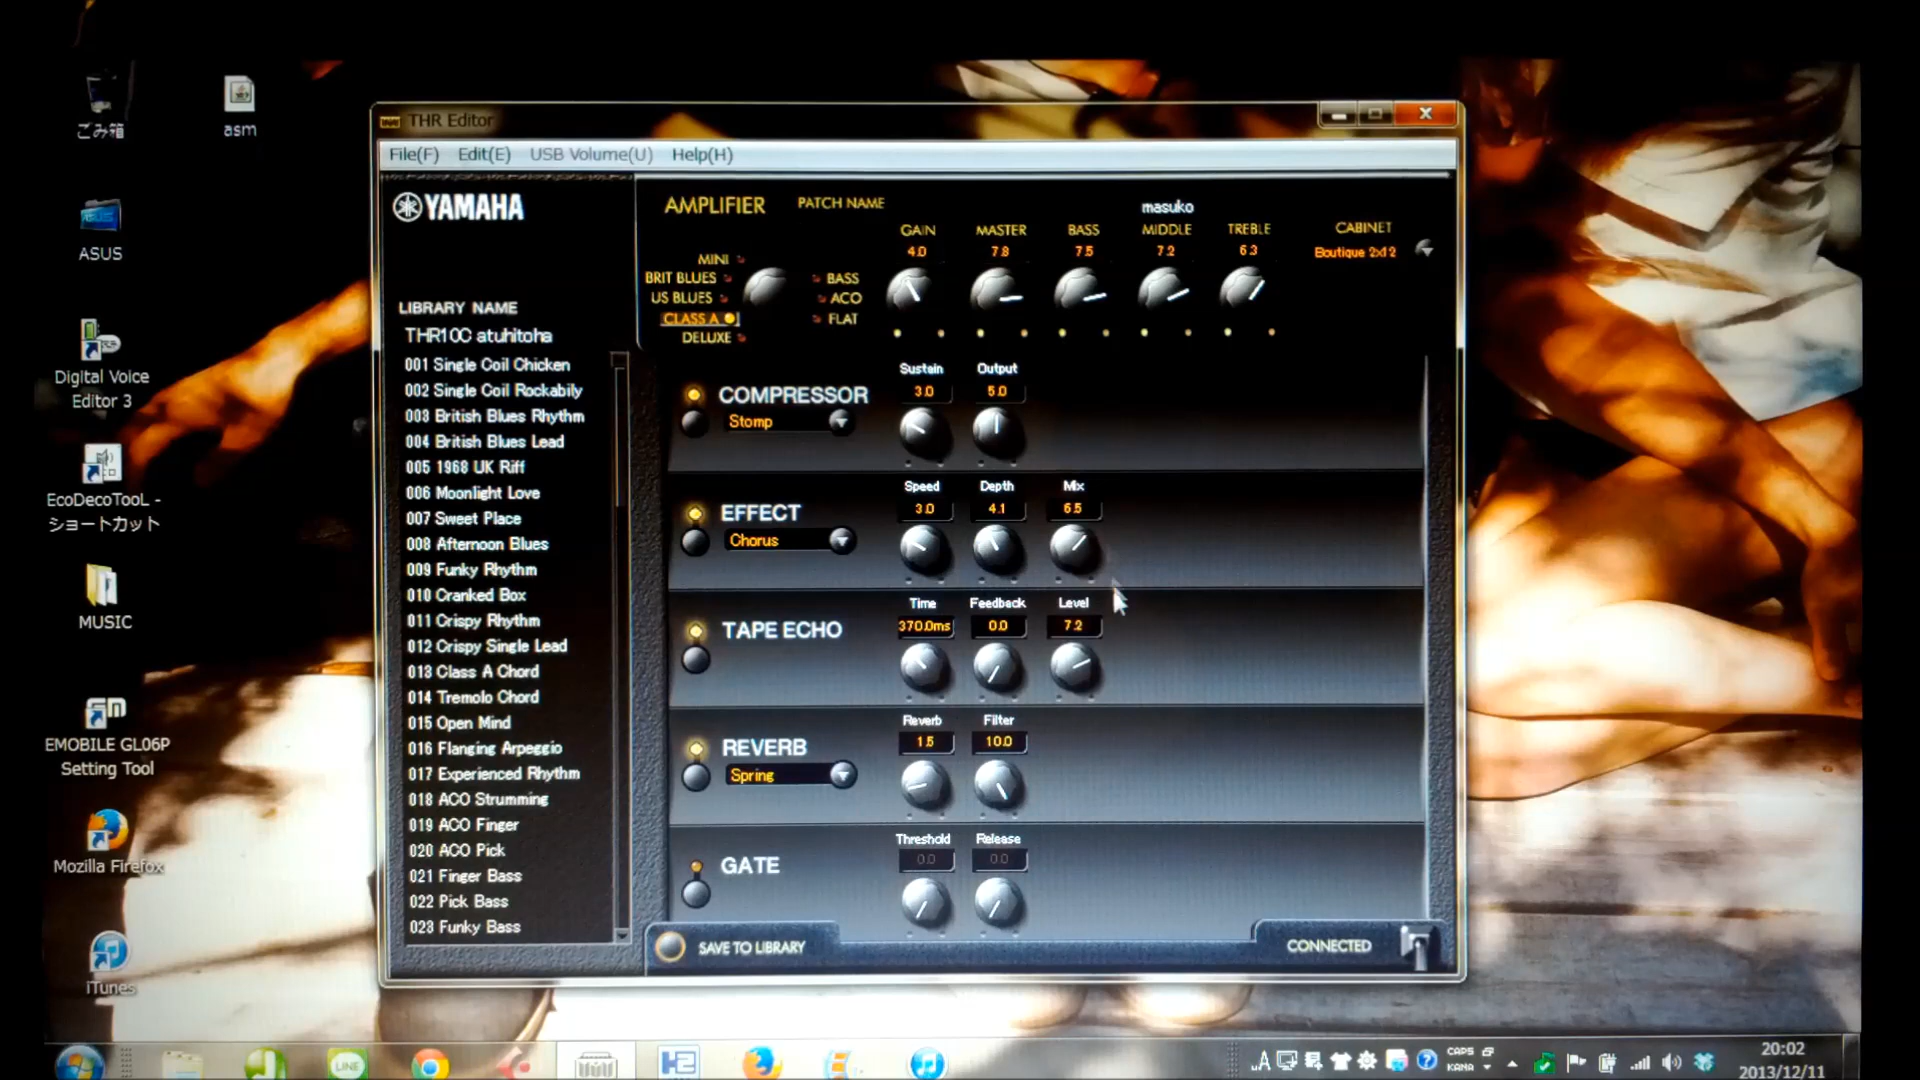 ごみ箱
asm
ASUS
Digital Voice
Editor 3
EcoDecoTooL -
ショートカット
MUSIC
EMOBILE GL06P
Setting Tool
Mozilla Firefox
iTunes
THR Editor
File(F) Edit(E) USB Volume(U) Help(H)
YAMAHA
LIBRARY NAME
THR10C atuhitoha
001 Single Coil Chicken
002 Single Coil Rockabily
003 British Blues Rhythm
004 British Blues Lead
005 1968 UK Riff
006 Moonlight Love
007 Sweet Place
008 Afternoon Blues
009 Funky Rhythm
010 Cranked Box
011 Crispy Rhythm
012 Crispy Single Lead
013 Class A Chord
014 Tremolo Chord
015 Open Mind
016 Flanging Arpeggio
017 Experienced Rhythm
018 ACO Strumming
019 ACO Finger
020 ACO Pick
021 Finger Bass
022 Pick Bass
023 Funky Bass
AMPLIFIER PATCH NAME masuko
GAIN MASTER BASS MIDDLE TREBLE CABINET
4.0 7.8 7.5 7.2 6.3 Boutique 2x12
MINI
BRIT BLUES BASS
US BLUES ACO
CLASS A FLAT
DELUXE
Sustain Output
COMPRESSOR 3.0 5.0
Stomp
Speed Depth Mix
EFFECT 3.0 4.1 6.5
Chorus
Time Feedback Level
TAPE ECHO 370.0ms 0.0 7.2
Reverb Filter
REVERB 1.5 10.0
Spring
Threshold Release
GATE 0.0 0.0
SAVE TO LIBRARY CONNECTED
LINE
H2
A
CAPS
KANA
20:02
2013/12/11